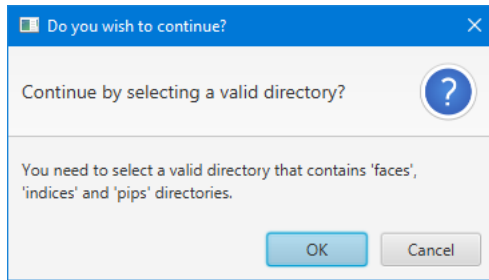 Do you wish to continue?
Continue by selecting a valid directory?
?
You need to select a valid directory that contains 'faces',
'indices' and 'pips' directories.
OK Cancel